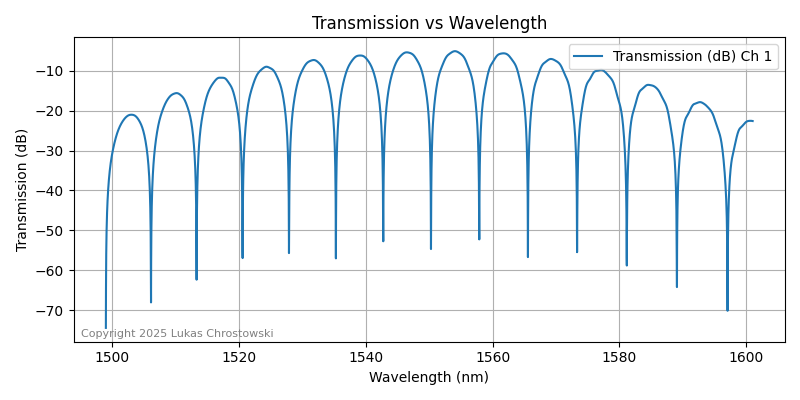 Transmission vs Wavelength
Transmission (dB) Ch 1
−10
−20
−30
−40
−50
−60
−70
Transmission (dB)
Copyright 2025 Lukas Chrostowski
1500 1520 1540 1560 1580 1600
Wavelength (nm)